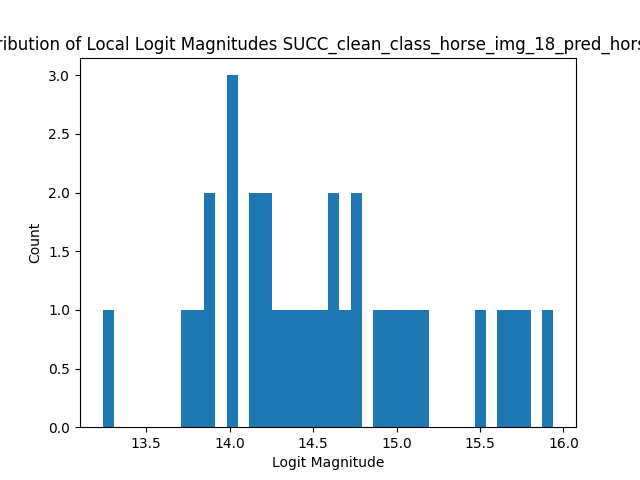 ribution of Local Logit Magnitudes SUCC_clean_class_horse_img_18_pred_hors
3.0
2.5
2.0
1.5
1.0
0.5
0.0
Count
13.5 14.0 14.5 15.0 15.5 16.0
Logit Magnitude